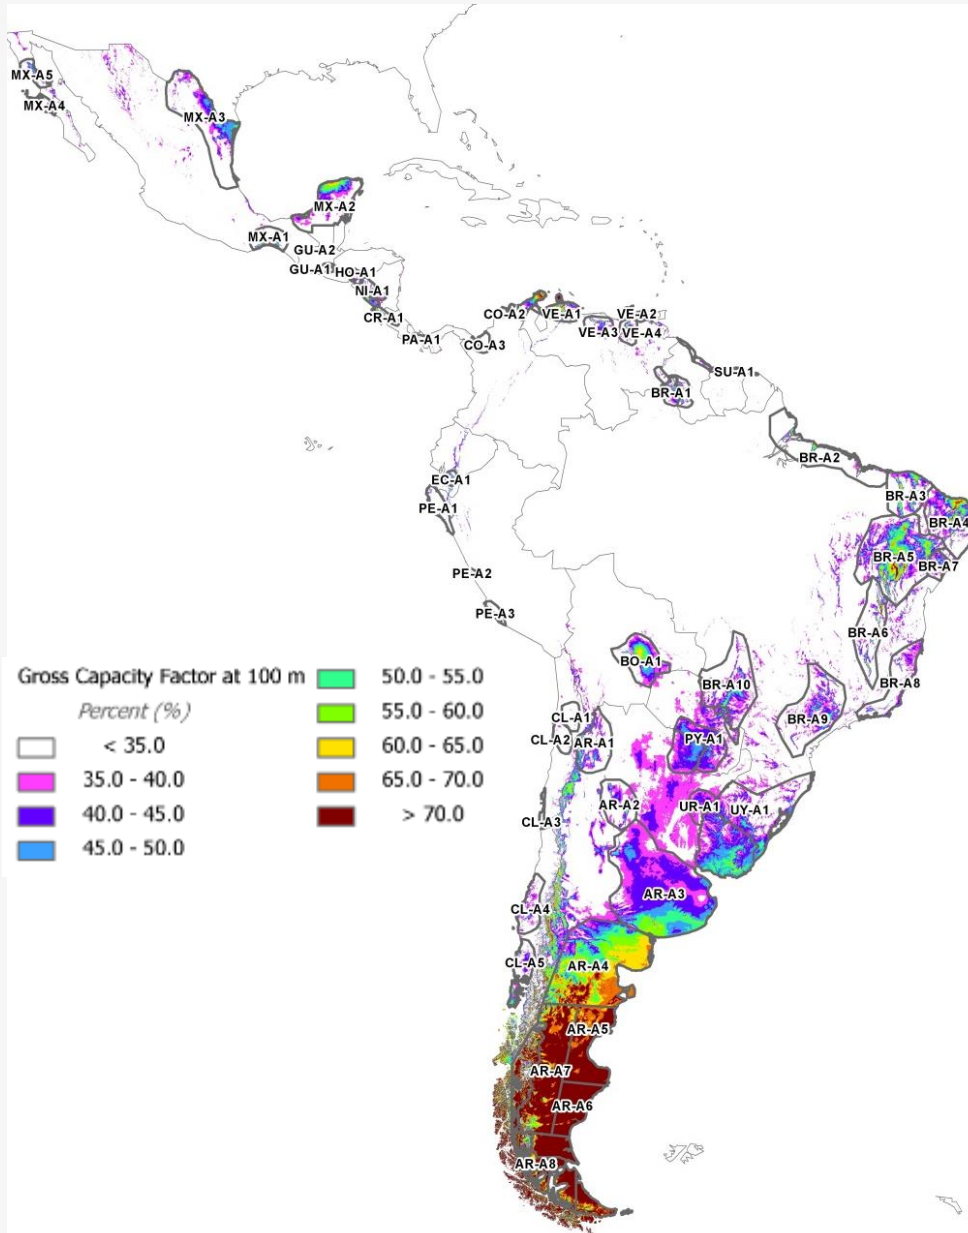 MX-A5
MX-A4
MX-A3
MX-A2
MX-A1
GU-A2
GU-A1
HO-A1
NI-A1
CR-A1
PA-A1
CO-A3
CO-A2
VE-A1
VE-A2
VE-A3
VE-A4
SU-A1
BR-A1
BR-A2
BR-A3
BR-A4
EC-A1
PE-A1
BR-A5
BR-A7
PE-A2
PE-A3
BR-A6
BO-A1
BR-A8
BR-A10
BR-A9
CL-A1
CL-A2
AR-A1
PY-A1
AR-A2
UR-A1
UY-A1
CL-A3
AR-A3
CL-A4
CL-A5
AR-A4
AR-A5
AR-A7
AR-A6
AR-A8
Gross Capacity Factor at 100 m
Percent (%)
< 35.0
35.0 - 40.0
40.0 - 45.0
45.0 - 50.0
50.0 - 55.0
55.0 - 60.0
60.0 - 65.0
65.0 - 70.0
> 70.0